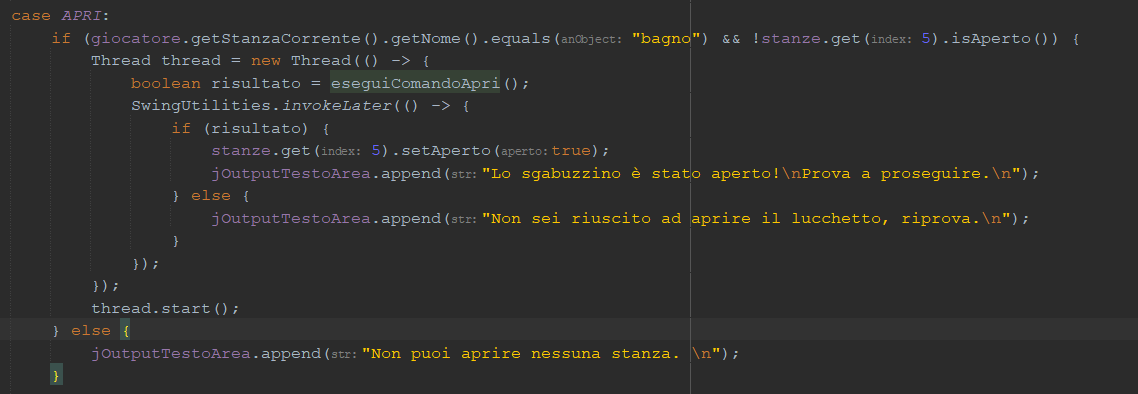 case APRI:
    if (giocatore.getStanzaCorrente().getNome().equals(anObject: "bagno") && !stanze.get(index: 5).isAperto()) {
        Thread thread = new Thread(() -> {
            boolean risultato = eseguiComandoApri();
            SwingUtilities.invokeLater(() -> {
                if (risultato) {
                    stanze.get(index: 5).setAperto(aperto: true);
                    jOutputTestoArea.append(str: "Lo sgabuzzino è stato aperto!\nProva a proseguire.\n");
                } else {
                    jOutputTestoArea.append(str: "Non sei riuscito ad aprire il lucchetto, riprova.\n");
                }
            });
        });
        thread.start();
    } else {
        jOutputTestoArea.append(str: "Non puoi aprire nessuna stanza. \n");
    }